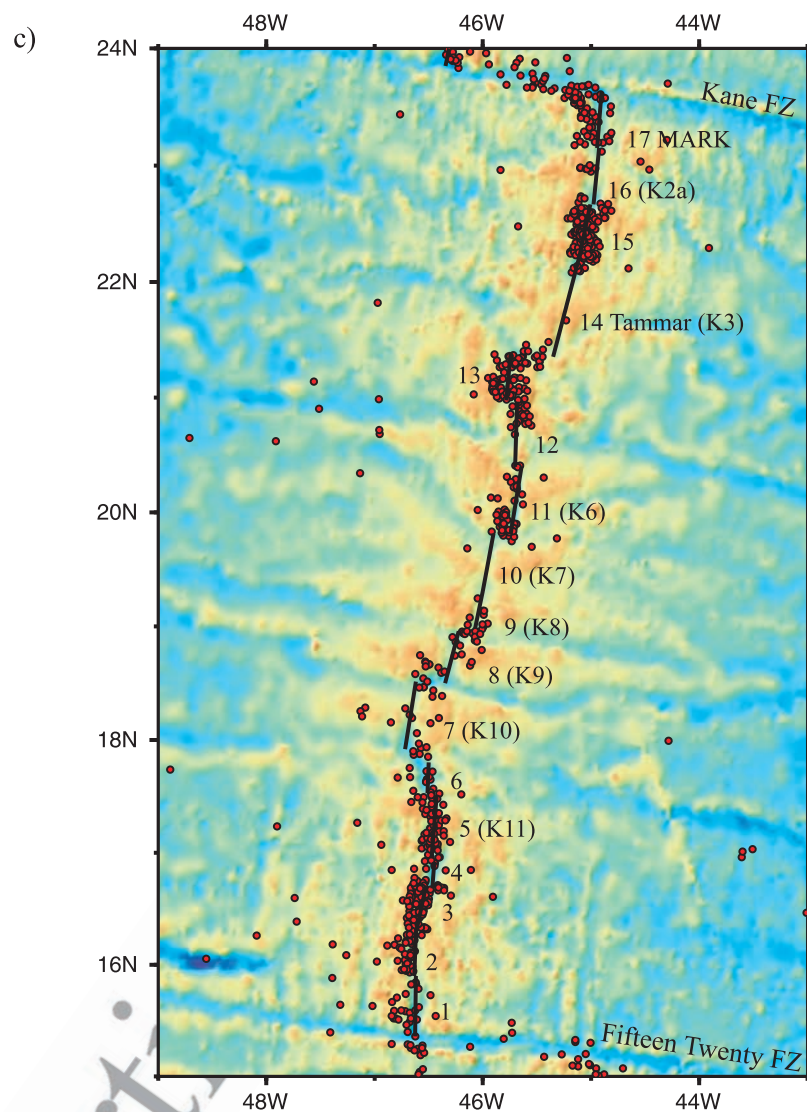 c)
48W 46W 44W
24N
Kane FZ
17 MARK
16 (K2a)
15
22N
14 Tammar (K3)
13
12
20N
11 (K6)
10 (K7)
9 (K8)
8 (K9)
18N
7 (K10)
6
5 (K11)
4
3
16N
2
1
Fifteen Twenty FZ
48W 46W 44W